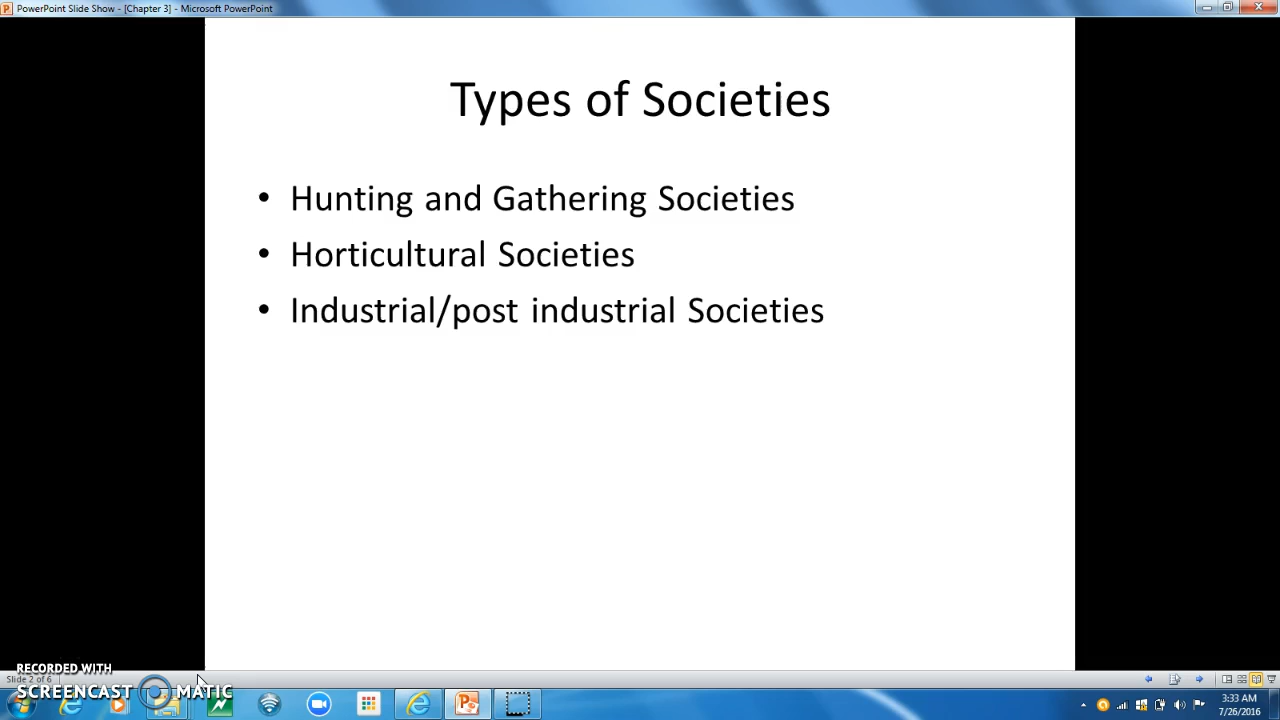 PowerPoint Slide Show - [Chapter 3] - Microsoft PowerPoint
Types of Societies
• Hunting and Gathering Societies
• Horticultural Societies
• Industrial/post industrial Societies
RECORDED WITH
Slide 2 of 6
SCREENCAST MATIC
3:33 AM
7/26/2016